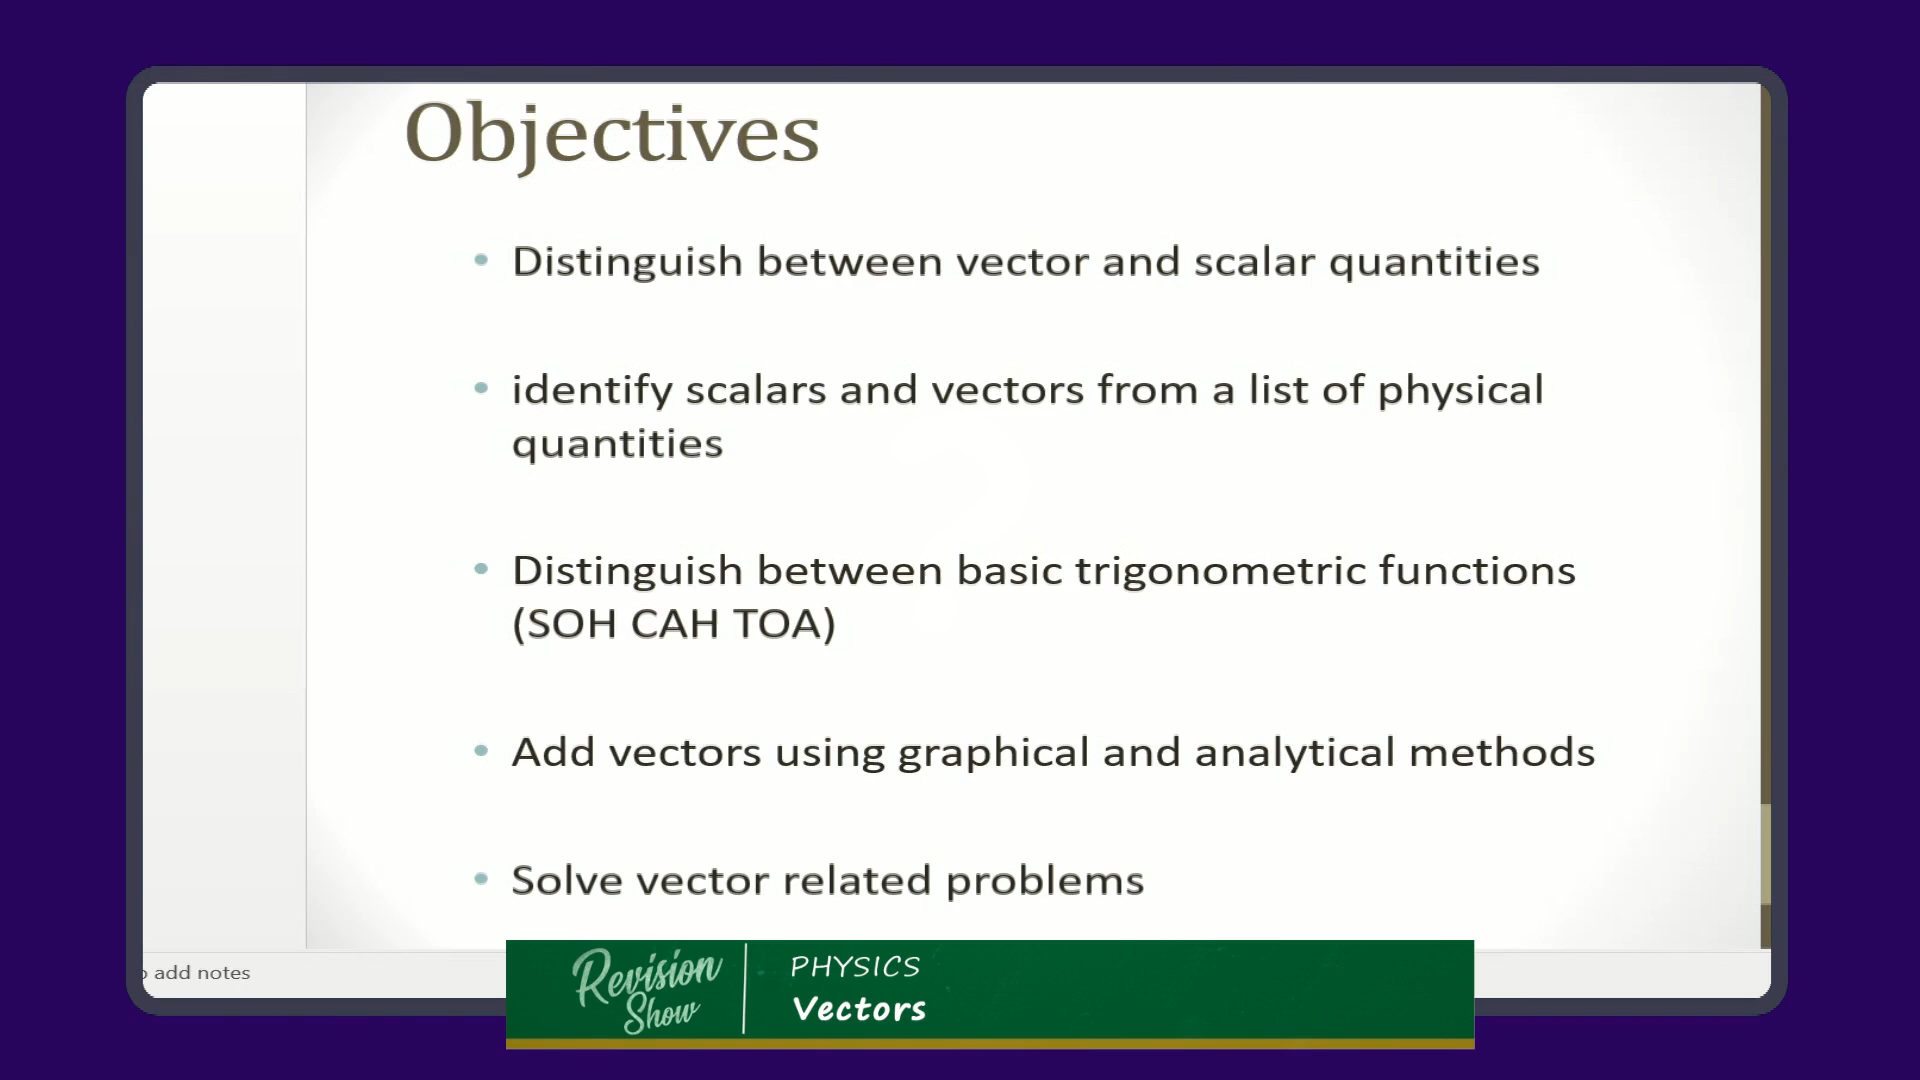 Objectives
• Distinguish between vector and scalar quantities
• identify scalars and vectors from a list of physical
quantities
• Distinguish between basic trigonometric functions
(SOH CAH TOA)
• Add vectors using graphical and analytical methods
• Solve vector related problems
add notes
Revision
Show
PHYSICS
Vectors